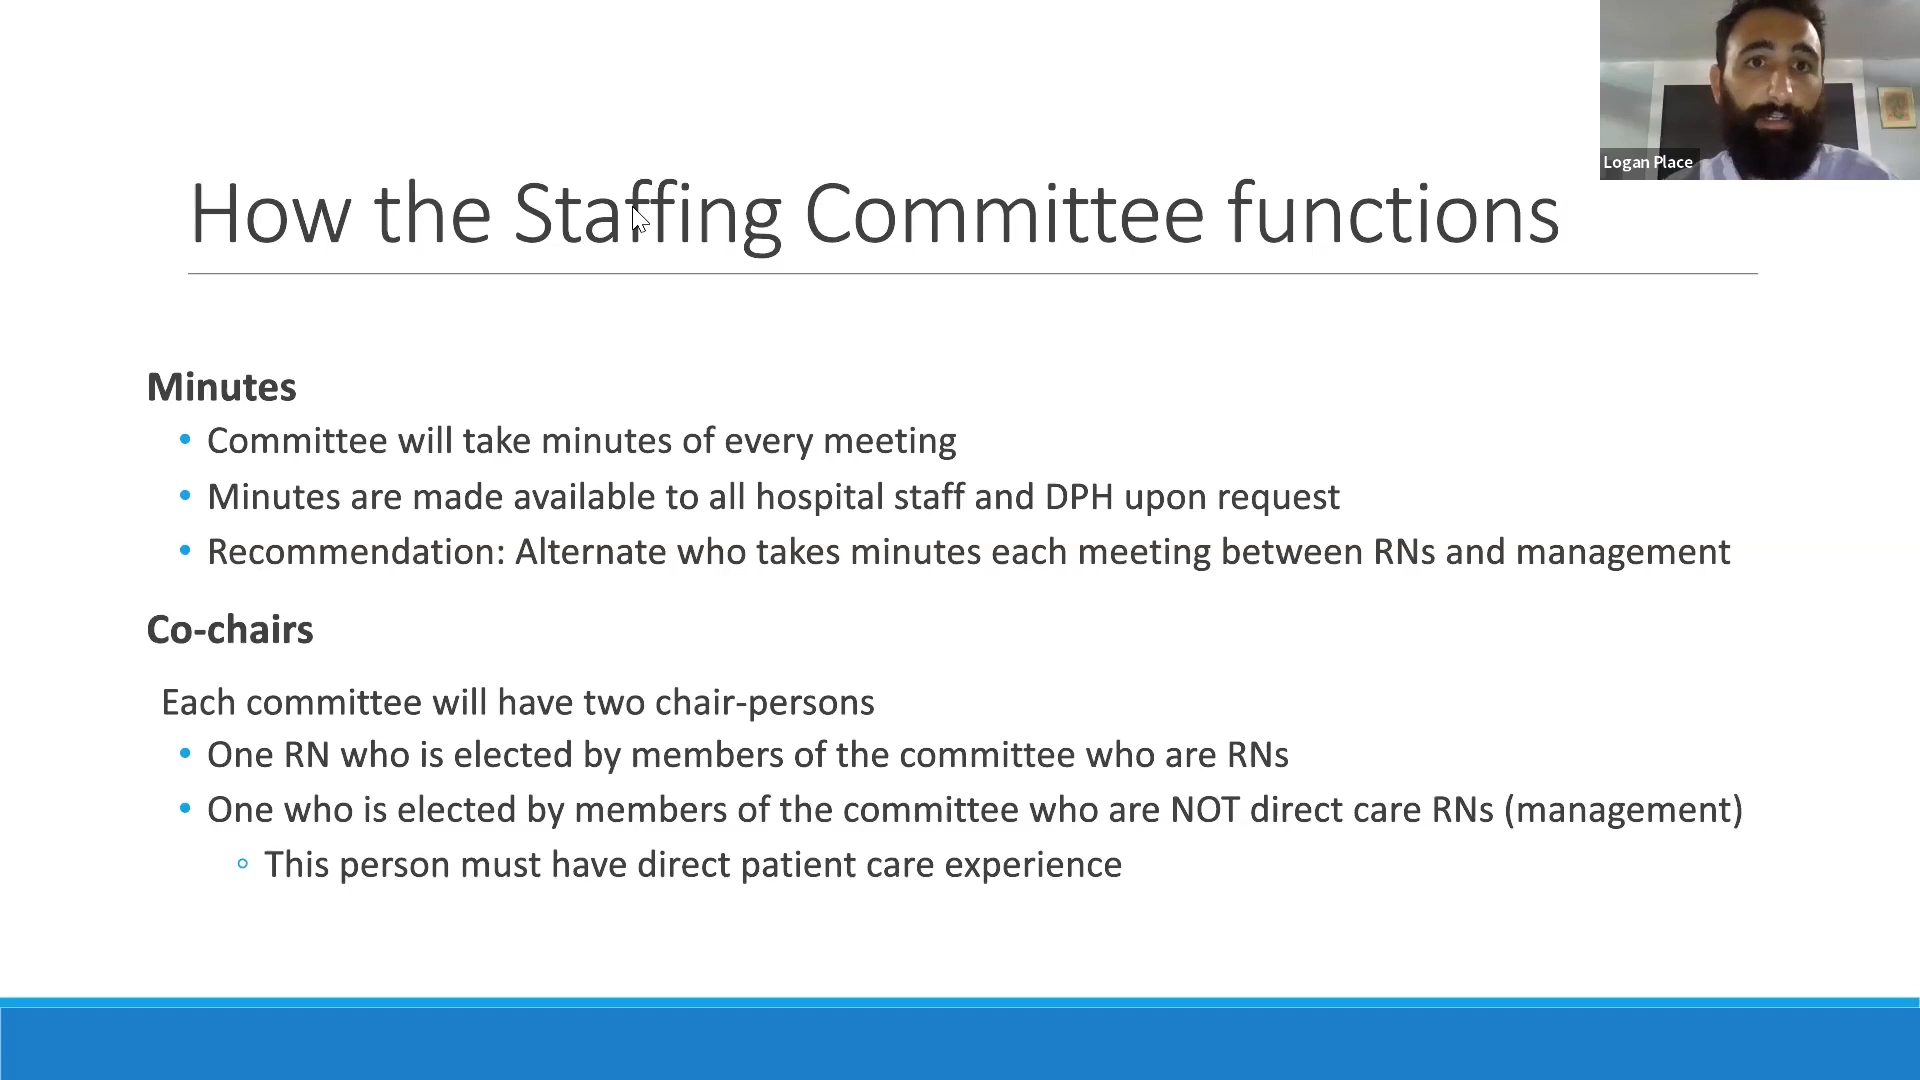 Logan Place
How the Staffing Committee functions
Minutes
• Committee will take minutes of every meeting
• Minutes are made available to all hospital staff and DPH upon request
• Recommendation: Alternate who takes minutes each meeting between RNs and management
Co-chairs
Each committee will have two chair-persons
• One RN who is elected by members of the committee who are RNs
• One who is elected by members of the committee who are NOT direct care RNs (management)
◦ This person must have direct patient care experience